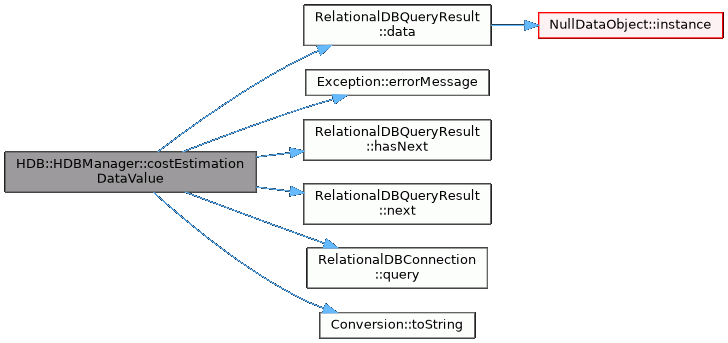 RelationalDBQueryResult
::data
NullDataObject::instance
Exception::errorMessage
RelationalDBQueryResult
::hasNext
HDB::HDBManager::costEstimation
DataValue
RelationalDBQueryResult
::next
RelationalDBConnection
::query
Conversion::toString